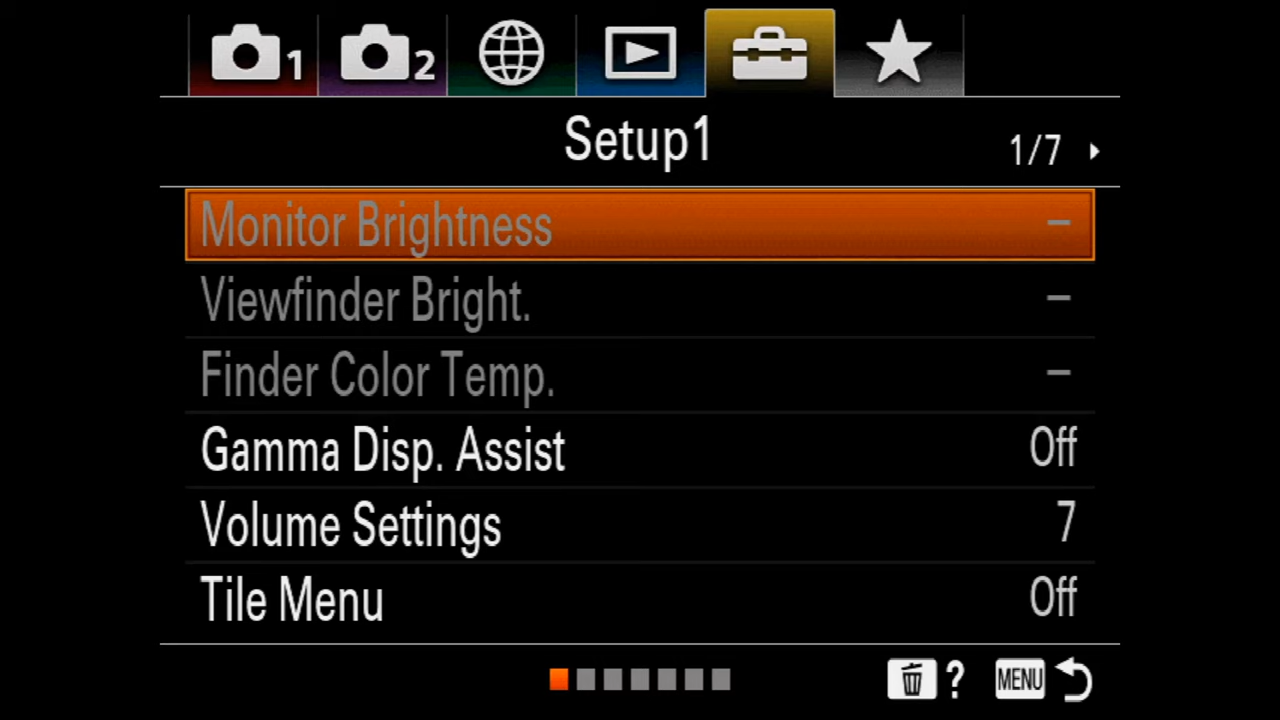 1 2
Setup1
1/7
Monitor Brightness –
Viewfinder Bright. –
Finder Color Temp. –
Gamma Disp. Assist Off
Volume Settings 7
Tile Menu Off
? MENU